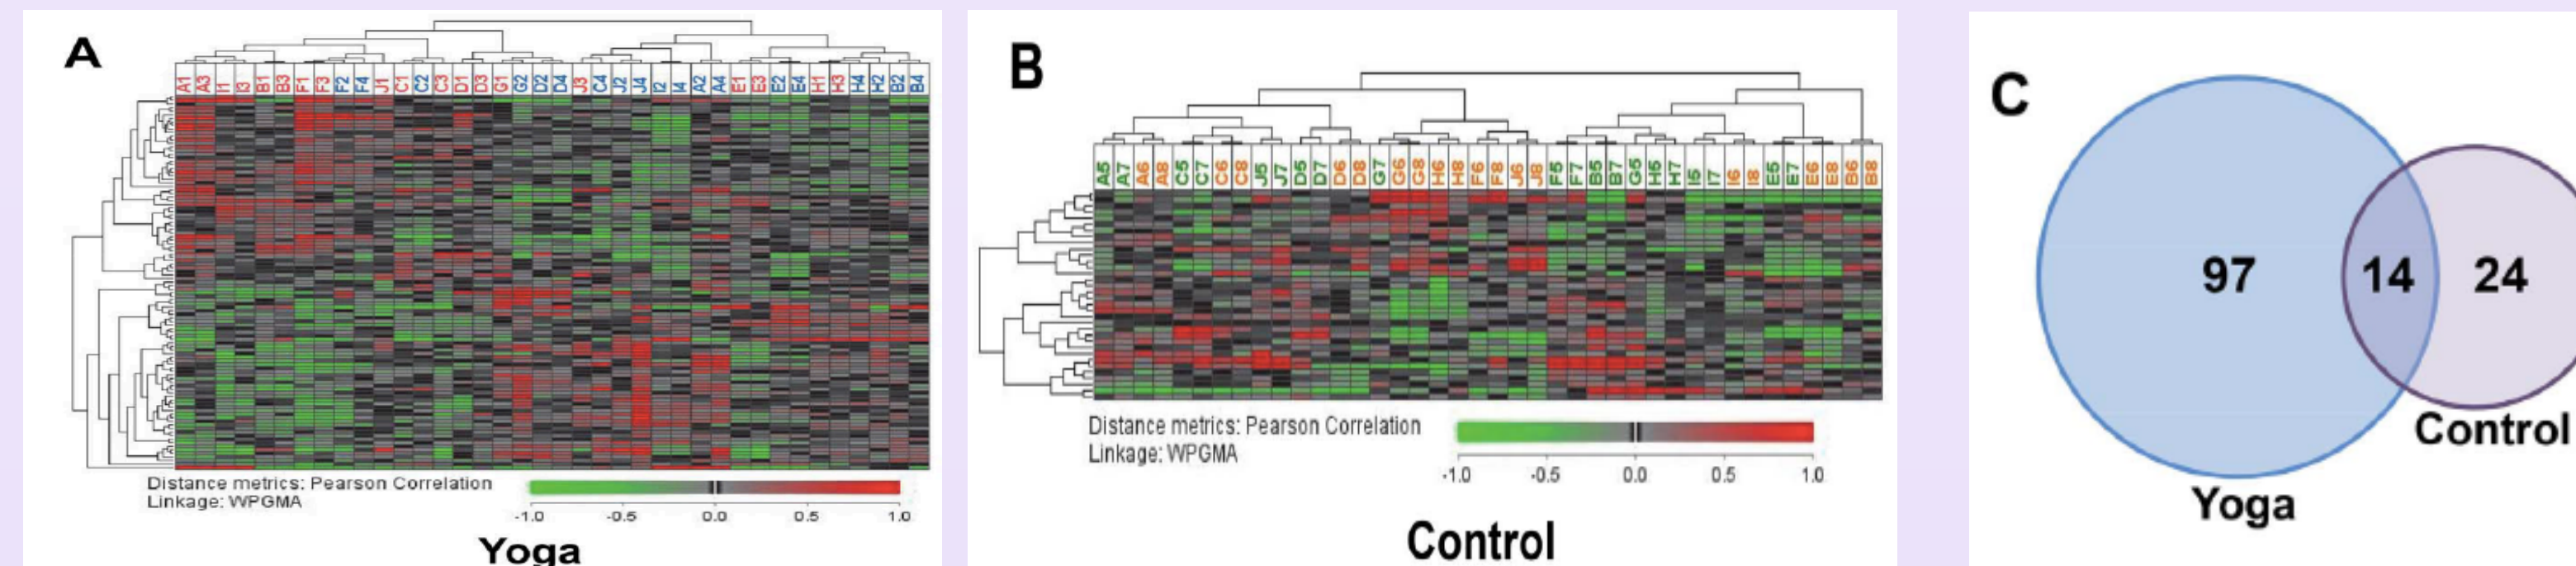 A
A1 A3 I1 I3 B1 B3 F1 F3 F2 F4 J1 C1 C2 C3 D1 D3 G1 G2 D2 D4 J3 C4 J2 J4 I2 I4 A2 A4 E1 E3 E2 E4 H1 H3 H4 H2 B2 B4
Distance metrics: Pearson Correlation
Linkage: WPGMA
-1.0 -0.5 0.0 0.5 1.0
Yoga
B
A5 A7 A6 A8 C5 C7 C6 C8 J5 J7 D5 D7 D6 D8 G7 G6 G8 H6 H8 F6 F8 J6 J8 F5 F7 B5 B7 G5 H5 H7 I5 I7 I6 I8 E5 E7 E6 E8 B6 B8
Distance metrics: Pearson Correlation
Linkage: WPGMA
-1.0 -0.5 0.0 0.5 1.0
Control
C
97 14 24
Control
Yoga